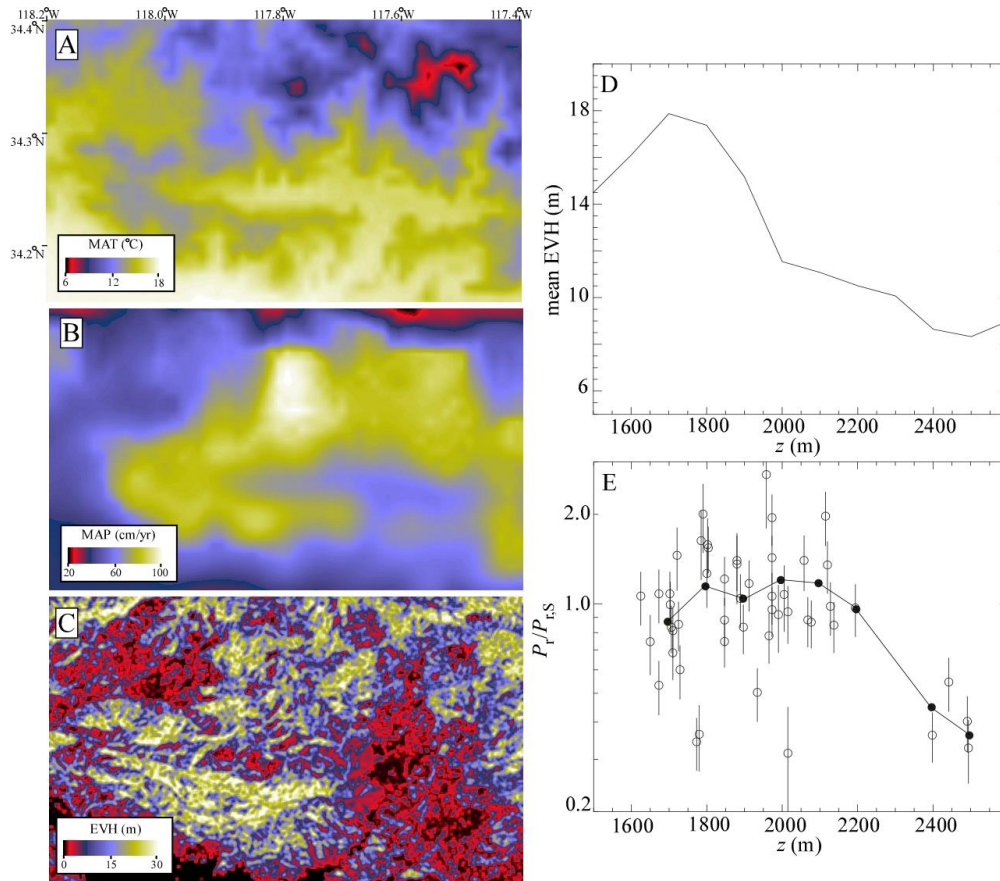 118.2°W 118.0°W 117.8°W 117.6°W 117.4°W
34.4°N
34.3°N
34.2°N
A
MAT (°C)
6 12 18
B
MAP (cm/yr)
20 60 100
C
EVH (m)
0 15 30
D
18
14
10
6
mean EVH (m)
1600 1800 2000 2200 2400
z (m)
E
2.0
1.0
0.2
Pr/Pr,S
1600 1800 2000 2200 2400
z (m)